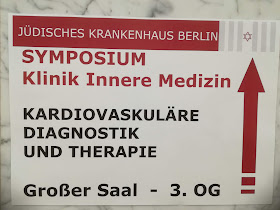 JÜDISCHES KRANKENHAUS BERLIN
SYMPOSIUM
Klinik Innere Medizin
KARDIOVASKULÄRE
DIAGNOSTIK
UND THERAPIE
Großer Saal - 3. OG